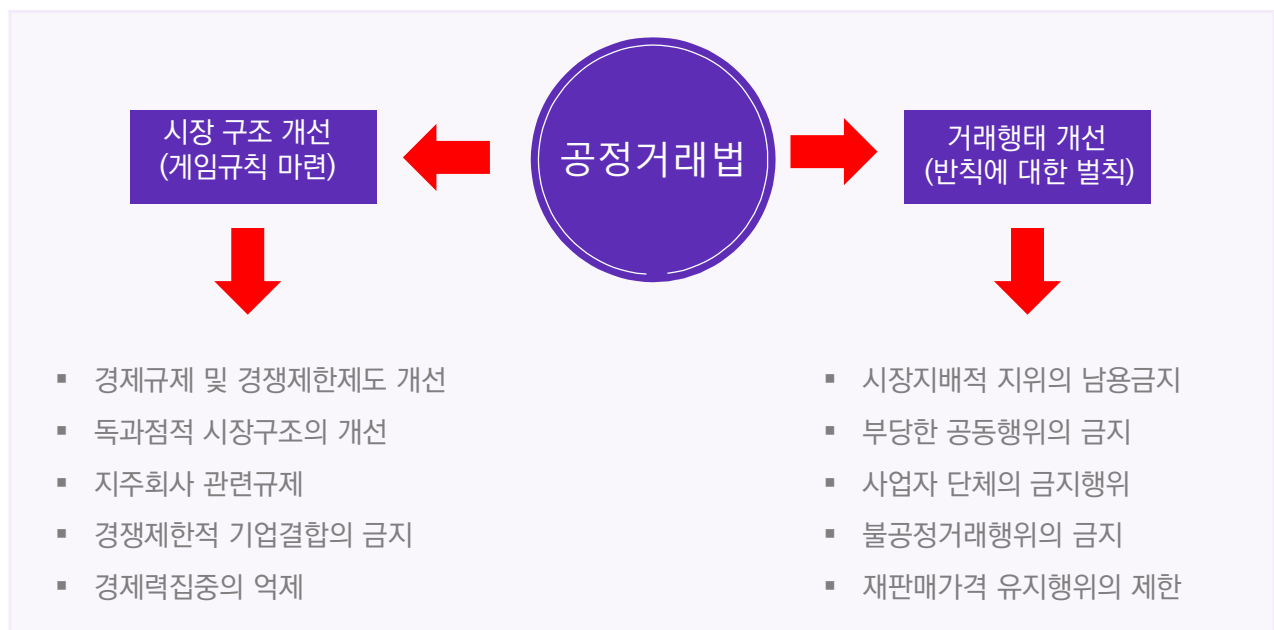 공정거래법
시장 구조 개선
(게임규칙 마련)
▪ 경제규제 및 경쟁제한제도 개선
▪ 독과점적 시장구조의 개선
▪ 지주회사 관련규제
▪ 경쟁제한적 기업결합의 금지
▪ 경제력집중의 억제
거래행태 개선
(반칙에 대한 벌칙)
▪ 시장지배적 지위의 남용금지
▪ 부당한 공동행위의 금지
▪ 사업자 단체의 금지행위
▪ 불공정거래행위의 금지
▪ 재판매가격 유지행위의 제한